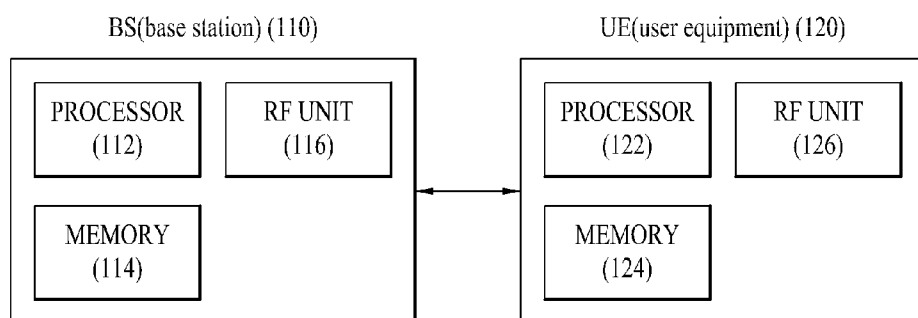 BS(base station) (110)
PROCESSOR
(112)
RF UNIT
(116)
MEMORY
(114)
UE(user equipment) (120)
PROCESSOR
(122)
RF UNIT
(126)
MEMORY
(124)